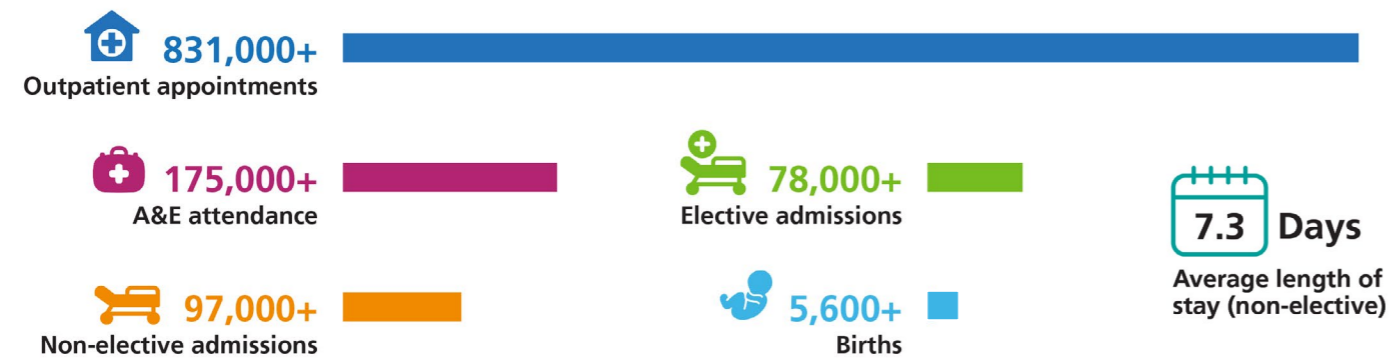 831,000+
Outpatient appointments
175,000+
A&E attendance
78,000+
Elective admissions
7.3 Days
Average length of
stay (non-elective)
97,000+
Non-elective admissions
5,600+
Births